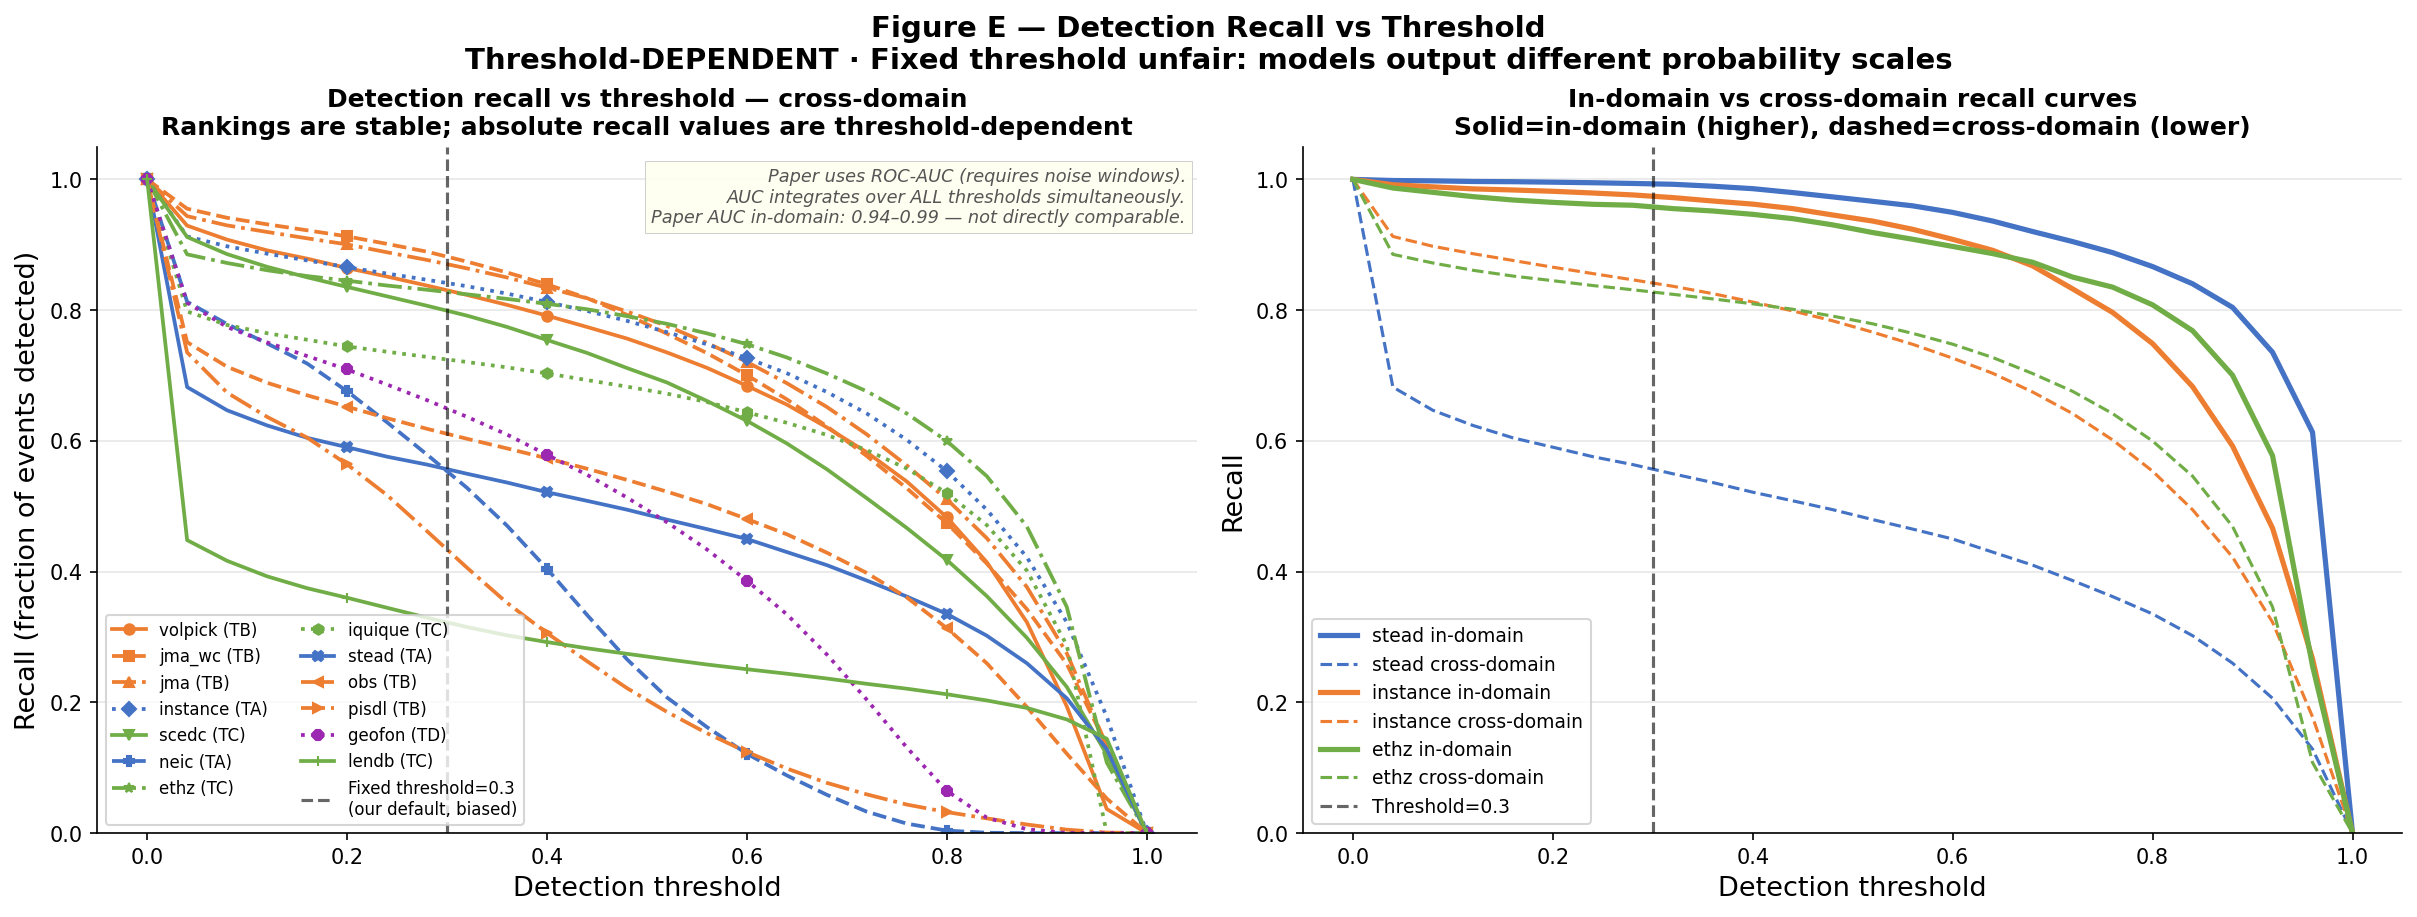 Figure E — Detection Recall vs Threshold
Threshold-DEPENDENT · Fixed threshold unfair: models output different probability scales
Detection recall vs threshold — cross-domain
Rankings are stable; absolute recall values are threshold-dependent
Paper uses ROC-AUC (requires noise windows).
AUC integrates over ALL thresholds simultaneously.
Paper AUC in-domain: 0.94–0.99 — not directly comparable.
Recall (fraction of events detected)
1.0
0.8
0.6
0.4
0.2
0.0
volpick (TB)
jma_wc (TB)
jma (TB)
instance (TA)
scedc (TC)
neic (TA)
ethz (TC)
iquique (TC)
stead (TA)
obs (TB)
pisdl (TB)
geofon (TD)
lendb (TC)
Fixed threshold=0.3
(our default, biased)
0.0 0.2 0.4 0.6 0.8 1.0
Detection threshold
In-domain vs cross-domain recall curves
Solid=in-domain (higher), dashed=cross-domain (lower)
Recall
1.0
0.8
0.6
0.4
0.2
0.0
stead in-domain
stead cross-domain
instance in-domain
instance cross-domain
ethz in-domain
ethz cross-domain
Threshold=0.3
0.0 0.2 0.4 0.6 0.8 1.0
Detection threshold